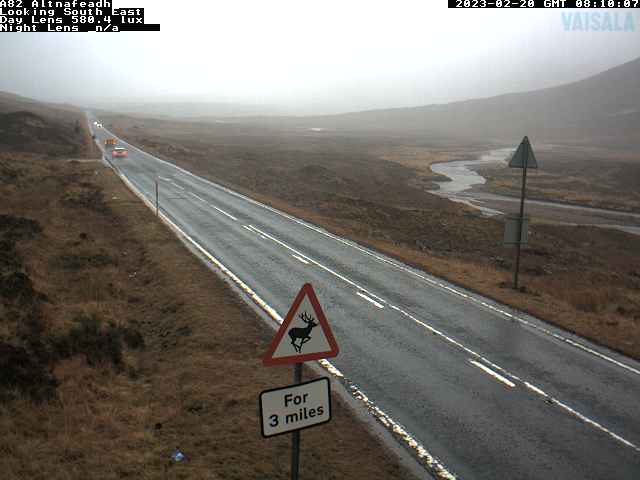 A82 Altnafeadh
2023-02-20 GMT 08:10:07
Looking South East
Day Lens 580.4 lux
Night Lens n/a
VAISALA
For
3 miles